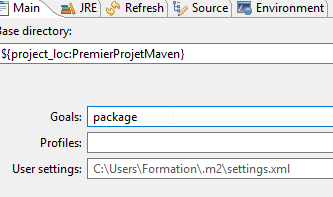 Main JRE Refresh Source Environment
Base directory:
${project_loc:PremierProjetMaven}
Goals: package
Profiles:
User settings: C:\Users\Formation\.m2\settings.xml